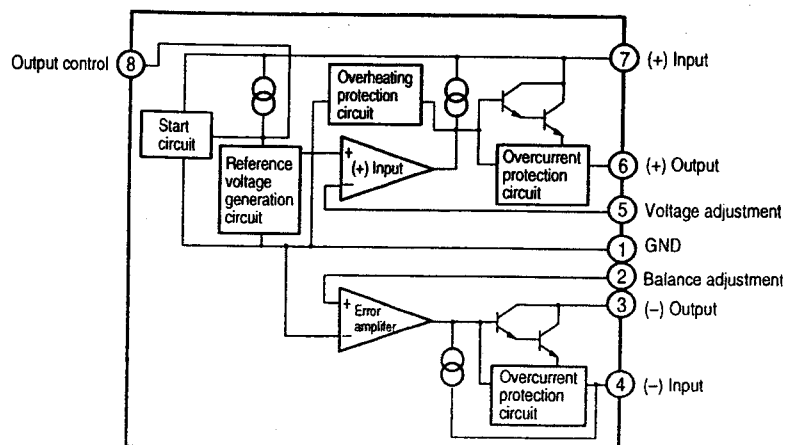 Output control 8
7 (+) Input
Overheating
protection
circuit
Start
circuit
Reference
voltage
generation
circuit
+
(+) Input
−
Overcurrent
protection
circuit
6 (+) Output
5 Voltage adjustment
1 GND
2 Balance adjustment
3 (−) Output
+
Error
amplifer
−
Overcurrent
protection
circuit
4 (−) Input